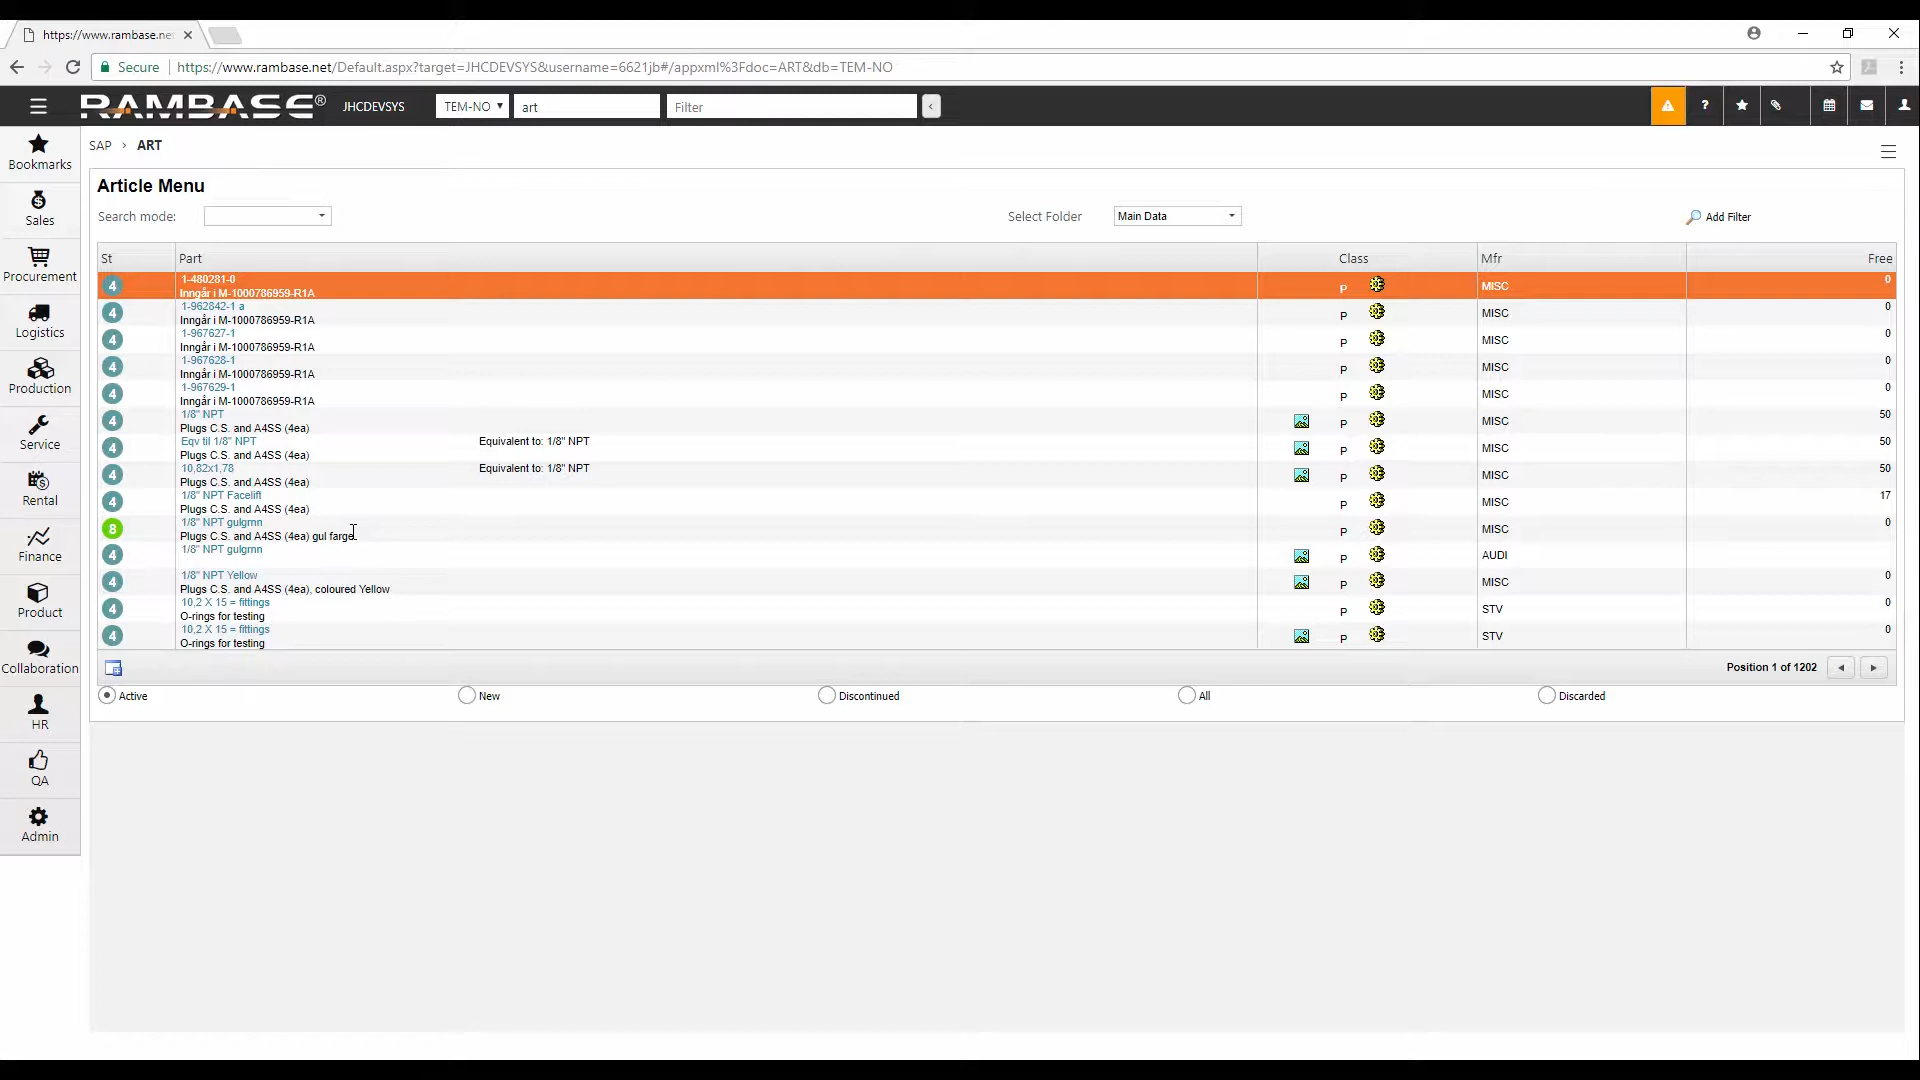 https://www.rambase.ne
Secure https://www.rambase.net/Default.aspx?target=JHCDEVSYS&username=6621jb#/appxml%3Fdoc=ART&db=TEM-NO
RAMBASE® JHCDEVSYS TEM-NO art Filter
SAP › ART
Bookmarks
Sales
Procurement
Logistics
Production
Service
Rental
Finance
Product
Collaboration
HR
QA
Admin
Article Menu
Search mode: Select Folder Main Data Add Filter
St Part Class Mfr Free
4 1-480281-0 P MISC 0
Inngår i M-1000786959-R1A
4 1-962842-1 a P MISC 0
Inngår i M-1000786959-R1A
4 1-967627-1 P MISC 0
Inngår i M-1000786959-R1A
4 1-967628-1 P MISC 0
Inngår i M-1000786959-R1A
4 1-967629-1 P MISC 0
Inngår i M-1000786959-R1A
4 1/8" NPT P MISC 50
Plugs C.S. and A4SS (4ea)
4 Eqv til 1/8" NPT Equivalent to: 1/8" NPT P MISC 50
Plugs C.S. and A4SS (4ea)
4 10,82x1,78 Equivalent to: 1/8" NPT P MISC 50
Plugs C.S. and A4SS (4ea)
4 1/8" NPT Facelift P MISC 17
Plugs C.S. and A4SS (4ea)
8 1/8" NPT gulgrnn P MISC 0
Plugs C.S. and A4SS (4ea) gul farge
4 1/8" NPT gulgrnn P AUDI
4 1/8" NPT Yellow P MISC 0
Plugs C.S. and A4SS (4ea), coloured Yellow
4 10,2 X 15 = fittings P STV 0
O-rings for testing
4 10,2 X 15 = fittings P STV 0
O-rings for testing
Position 1 of 1202
Active New Discontinued All Discarded